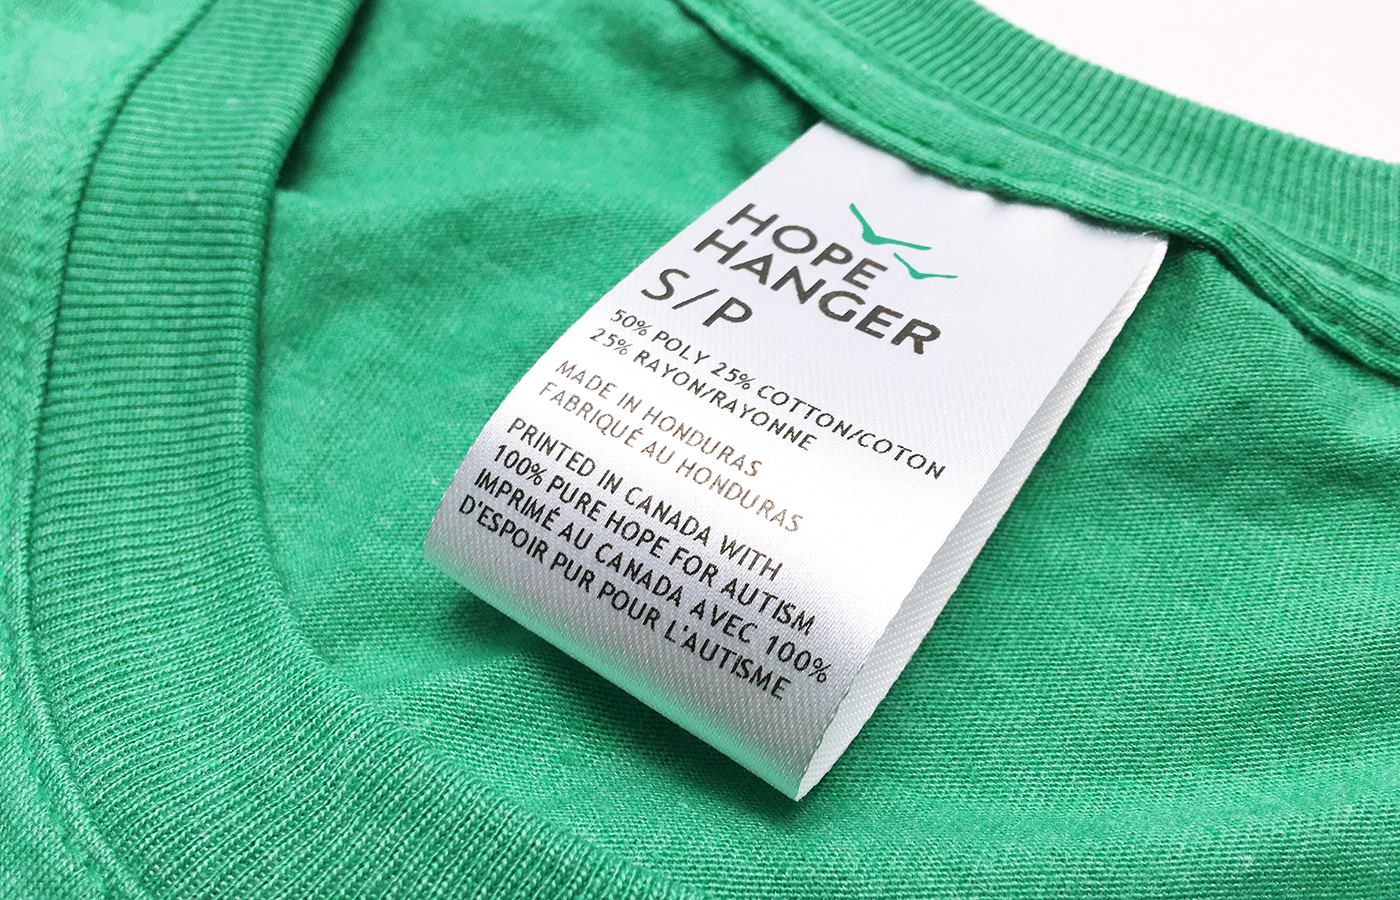 HOPE
HANGER
S/P
50% POLY 25% COTTON/COTON
25% RAYON/RAYONNE
MADE IN HONDURAS
FABRIQUÉ AU HONDURAS
PRINTED IN CANADA WITH
100% PURE HOPE FOR AUTISM
IMPRIMÉ AU CANADA AVEC 100%
D'ESPOIR PUR POUR L'AUTISME